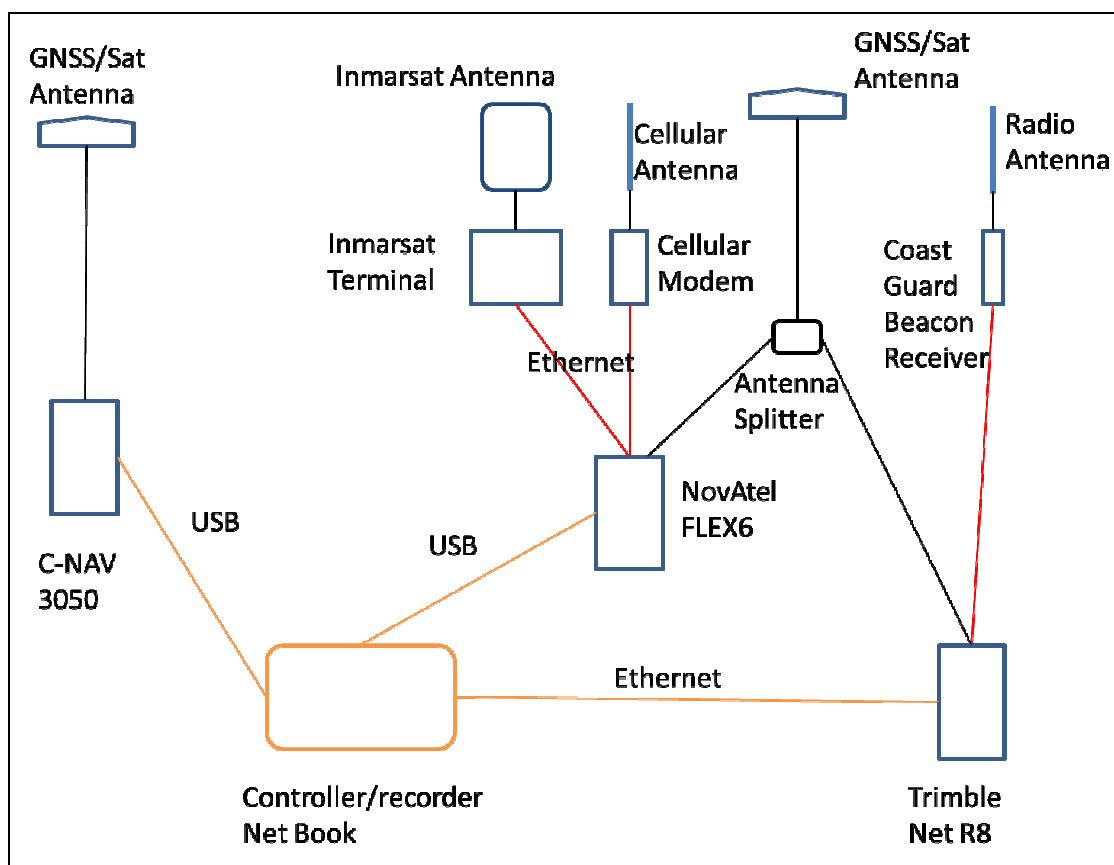 GNSS/Sat
Antenna
Inmarsat Antenna
Cellular
Antenna
GNSS/Sat
Antenna
Radio
Antenna
Inmarsat
Terminal
Cellular
Modem
Coast
Guard
Beacon
Receiver
Ethernet
Antenna
Splitter
NovAtel
FLEX6
USB
USB
C-NAV
3050
Ethernet
Controller/recorder
Net Book
Trimble
Net R8